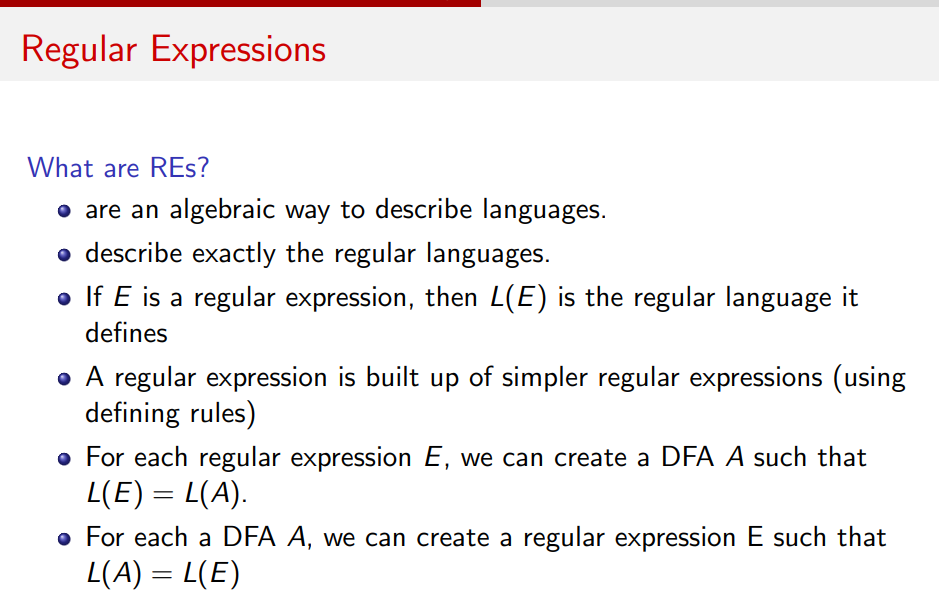 Regular Expressions
What are REs?
are an algebraic way to describe languages.
describe exactly the regular languages.
If E is a regular expression, then L(E) is the regular language it
defines
A regular expression is built up of simpler regular expressions (using
defining rules)
For each regular expression E, we can create a DFA A such that
L(E) = L(A).
For each a DFA A, we can create a regular expression E such that
L(A) = L(E)